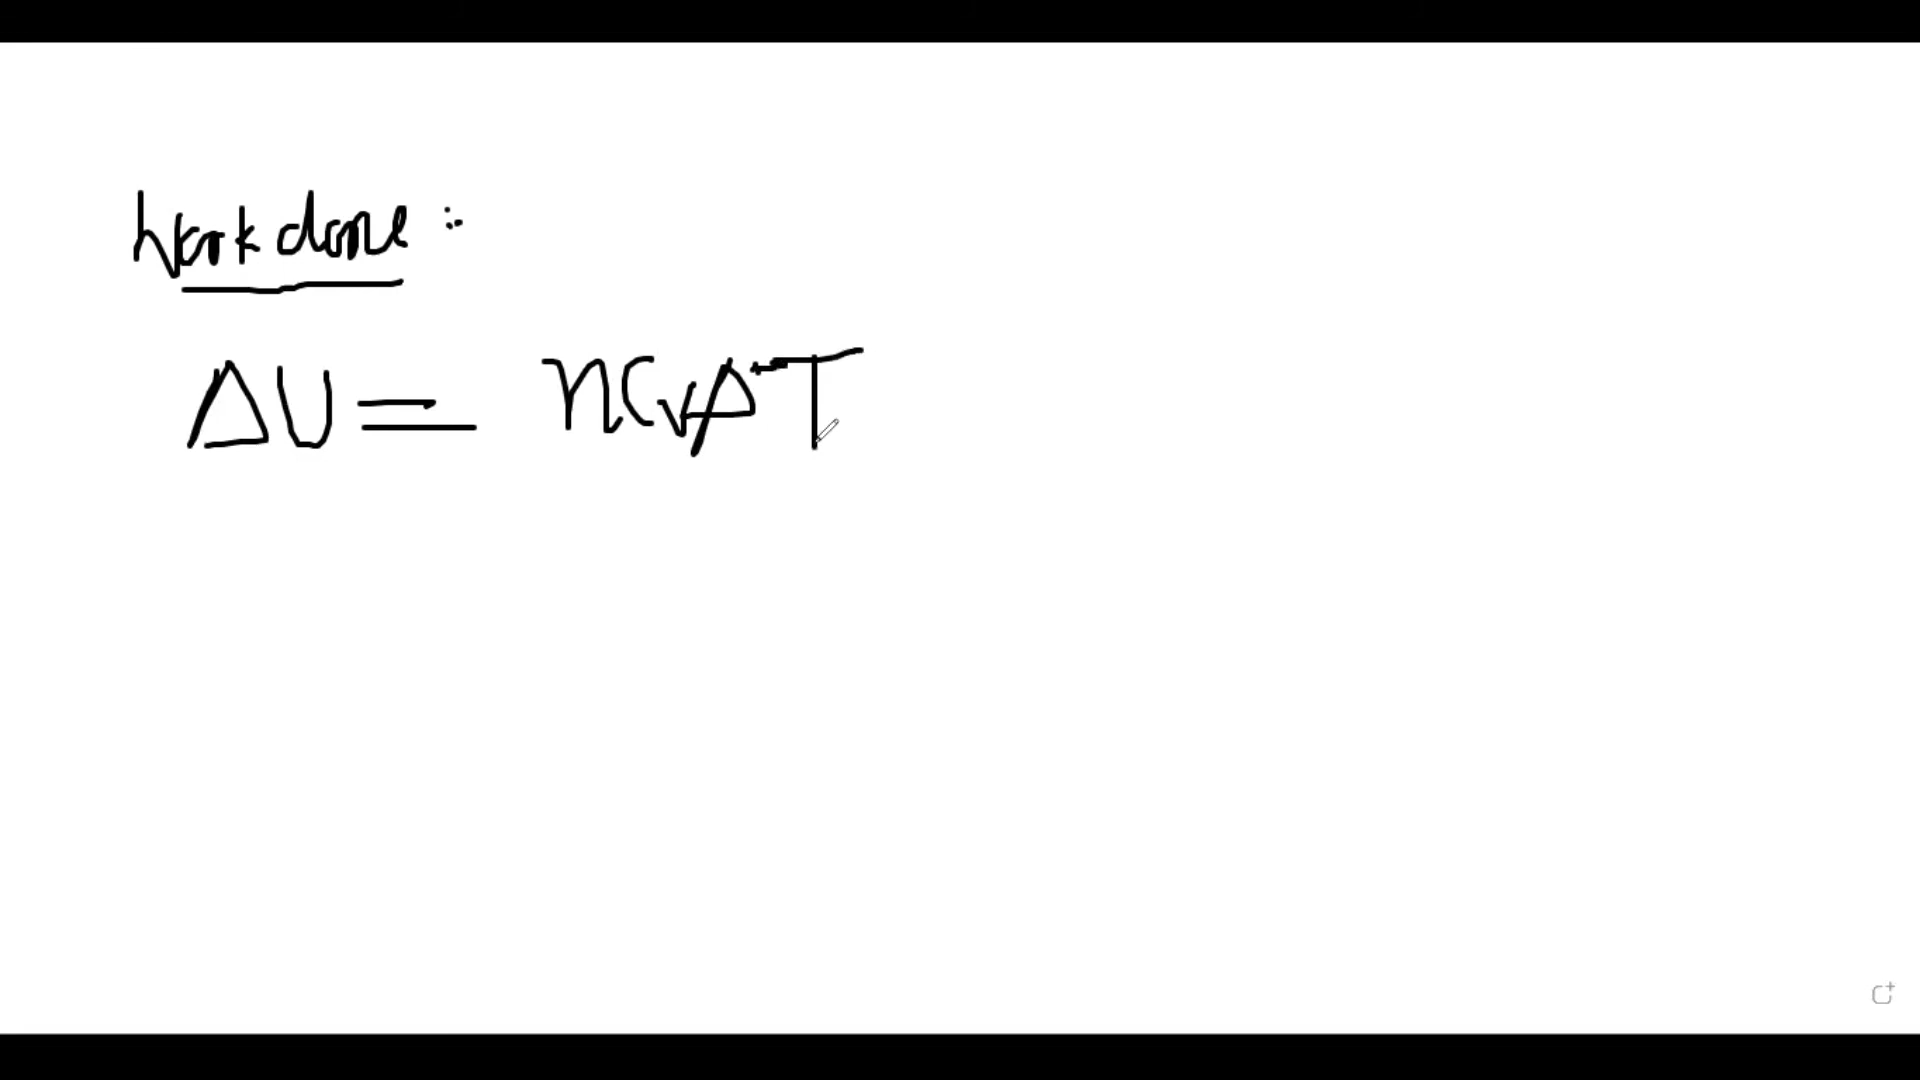 Work done :-
ΔU = nCvΔT